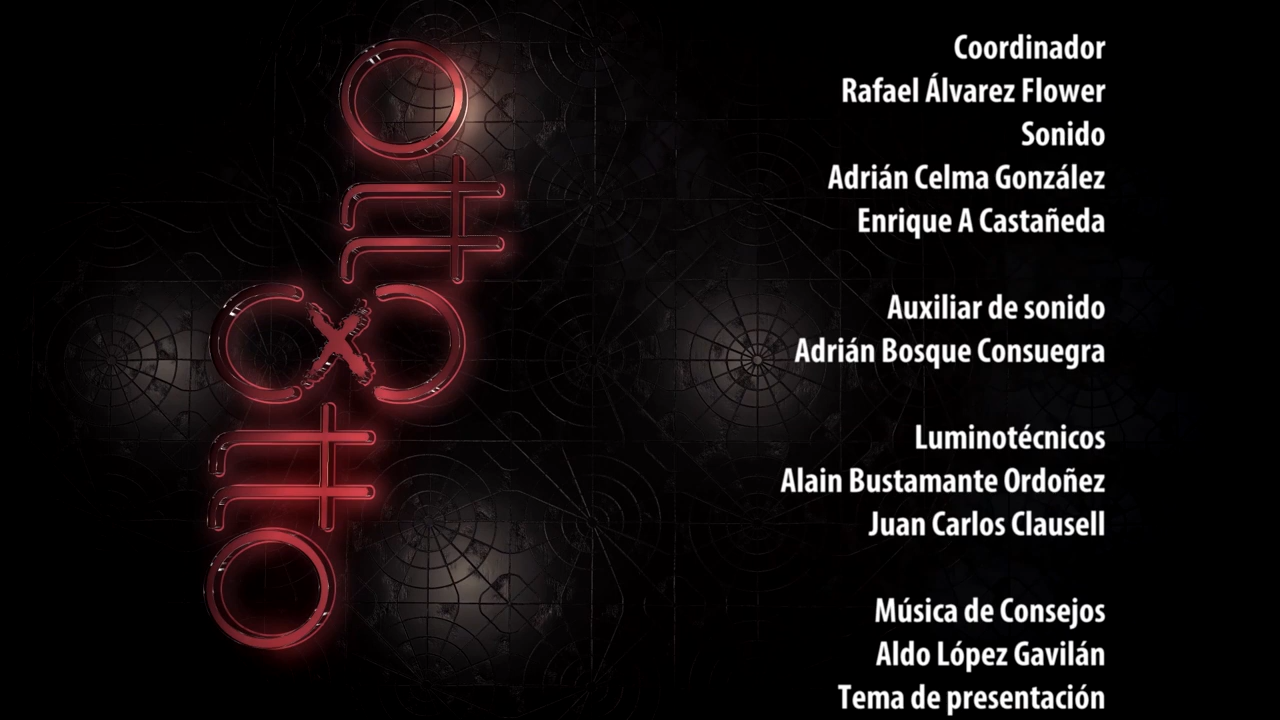 Coordinador
Rafael Álvarez Flower
Sonido
Adrián Celma González
Enrique A Castañeda
Auxiliar de sonido
Adrián Bosque Consuegra
Luminotécnicos
Alain Bustamante Ordoñez
Juan Carlos Clausell
Música de Consejos
Aldo López Gavilán
Tema de presentación